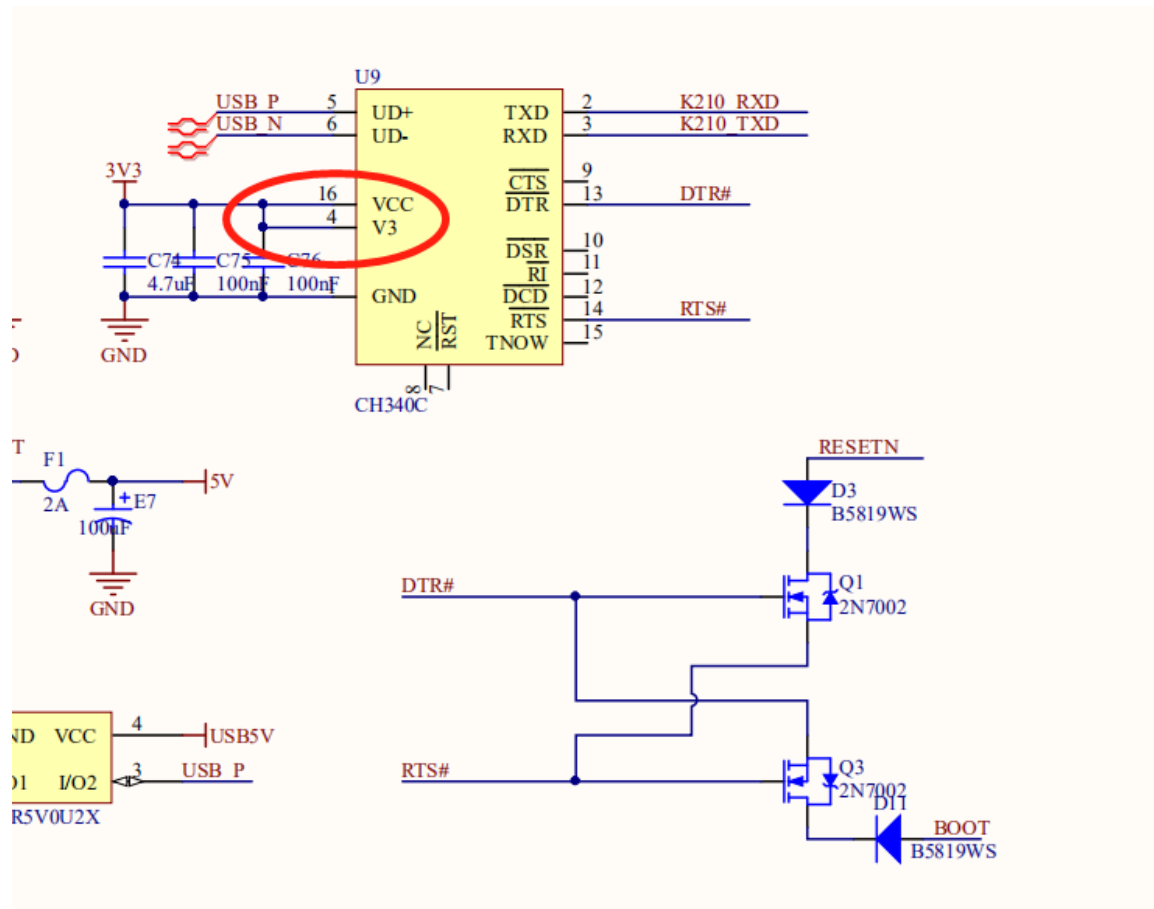 U9
USB_P 5 UD+ TXD 2 K210_RXD
USB_N 6 UD- RXD 3 K210_TXD
3V3
CTS 9
16 VCC DTR 13 DTR#
4 V3
DSR 10
C74 C75 C76 RI 11
4.7uF 100nF 100nF
1 GND DCD 12
RTS 14 RTS#
NC RST TNOW 15
GND
8 7
CH340C
T
F1
5V
2A
+ E7
100uF
GND
RESETN
D3
B5819WS
DTR#
Q1
2N7002
ND VCC 4 USB5V
O1 I/O2 3 USB_P
R5V0U2X
RTS#
Q3
2N7002
D11
BOOT
B5819WS